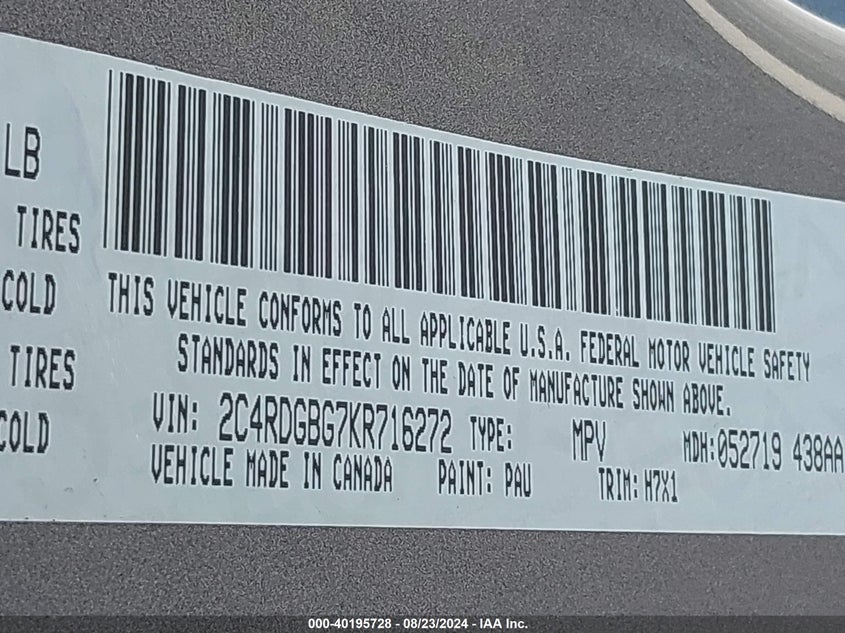 LB
TIRES
COLD
TIRES
COLD
THIS VEHICLE CONFORMS TO ALL APPLICABLE U.S.A. FEDERAL MOTOR VEHICLE SAFETY
STANDARDS IN EFFECT ON THE DATE OF MANUFACTURE SHOWN ABOVE.
VIN: 2C4RDGBG7KR716272 TYPE: MPV MDH:052719 438AA
VEHICLE MADE IN CANADA PAINT: PAU TRIM: H7X1
000-40195728 - 08/23/2024 - IAA Inc.